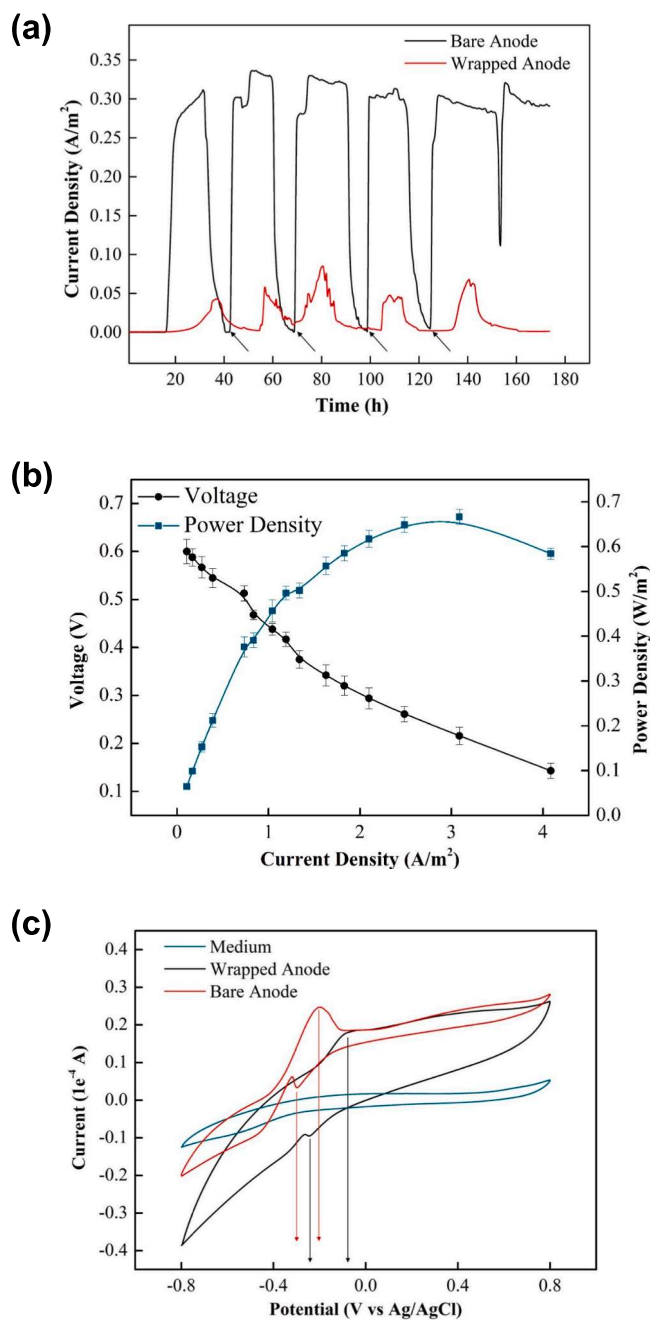 (a)
Bare Anode
Wrapped Anode
0.35
0.30
0.25
0.20
0.15
0.10
0.05
0.00
Current Density (A/m²)
20 40 60 80 100 120 140 160 180
Time (h)
(b)
Voltage
Power Density
0.7
0.6
0.5
0.4
0.3
0.2
0.1
Voltage (V)
0.7
0.6
0.5
0.4
0.3
0.2
0.1
0.0
Power Density (W/m²)
0 1 2 3 4
Current Density (A/m²)
(c)
Medium
Wrapped Anode
Bare Anode
0.4
0.3
0.2
0.1
0.0
-0.1
-0.2
-0.3
-0.4
Current (1e⁻⁴ A)
-0.8 -0.4 0.0 0.4 0.8
Potential (V vs Ag/AgCl)